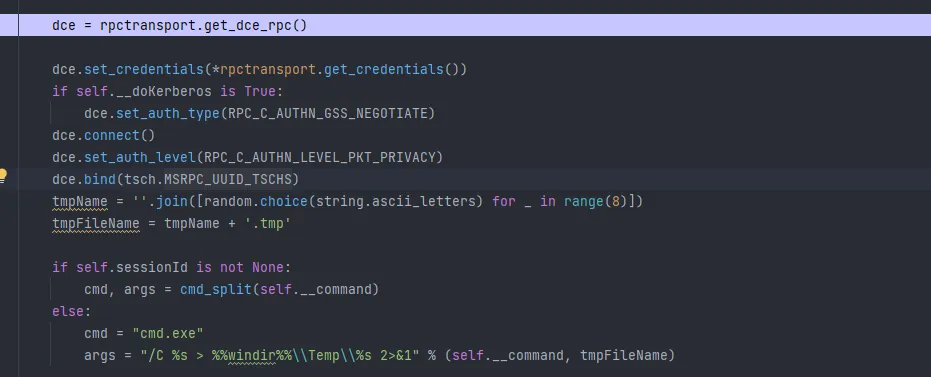 dce = rpctransport.get_dce_rpc()
dce.set_credentials(*rpctransport.get_credentials())
if self.__doKerberos is True:
dce.set_auth_type(RPC_C_AUTHN_GSS_NEGOTIATE)
dce.connect()
dce.set_auth_level(RPC_C_AUTHN_LEVEL_PKT_PRIVACY)
dce.bind(tsch.MSRPC_UUID_TSCHS)
tmpName = ''.join([random.choice(string.ascii_letters) for _ in range(8)])
tmpFileName = tmpName + '.tmp'
if self.sessionId is not None:
cmd, args = cmd_split(self.__command)
else:
cmd = "cmd.exe"
args = "/C %s > %%windir%%\\Temp\\%s 2>&1" % (self.__command, tmpFileName)